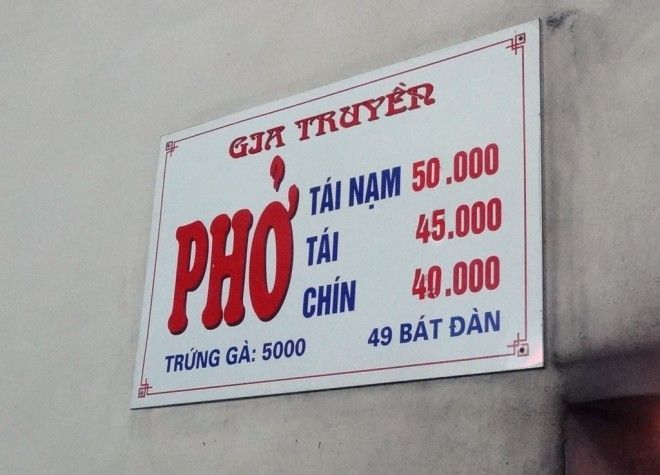 GIA TRUYỀN
PHỞ
TÁI NẠM 50.000
TÁI 45.000
CHÍN 40.000
TRỨNG GÀ: 5000
49 BÁT ĐÀN